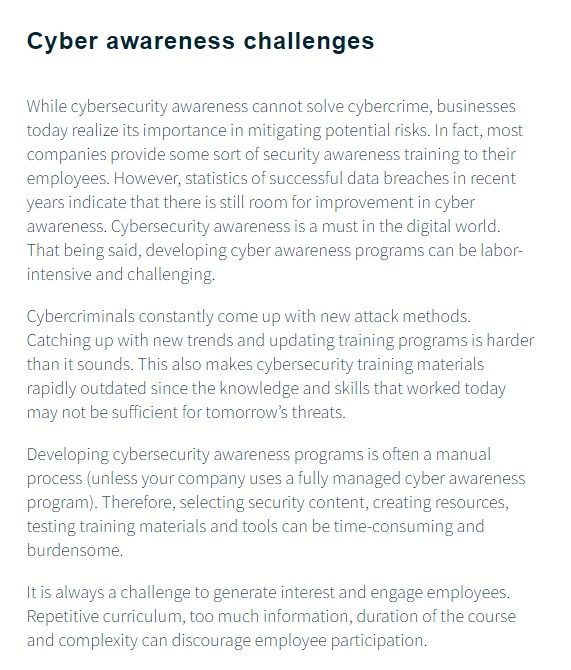 Cyber awareness challenges
While cybersecurity awareness cannot solve cybercrime, businesses
today realize its importance in mitigating potential risks. In fact, most
companies provide some sort of security awareness training to their
employees. However, statistics of successful data breaches in recent
years indicate that there is still room for improvement in cyber
awareness. Cybersecurity awareness is a must in the digital world.
That being said, developing cyber awareness programs can be labor-
intensive and challenging.
Cybercriminals constantly come up with new attack methods.
Catching up with new trends and updating training programs is harder
than it sounds. This also makes cybersecurity training materials
rapidly outdated since the knowledge and skills that worked today
may not be sufficient for tomorrow’s threats.
Developing cybersecurity awareness programs is often a manual
process (unless your company uses a fully managed cyber awareness
program). Therefore, selecting security content, creating resources,
testing training materials and tools can be time-consuming and
burdensome.
It is always a challenge to generate interest and engage employees.
Repetitive curriculum, too much information, duration of the course
and complexity can discourage employee participation.